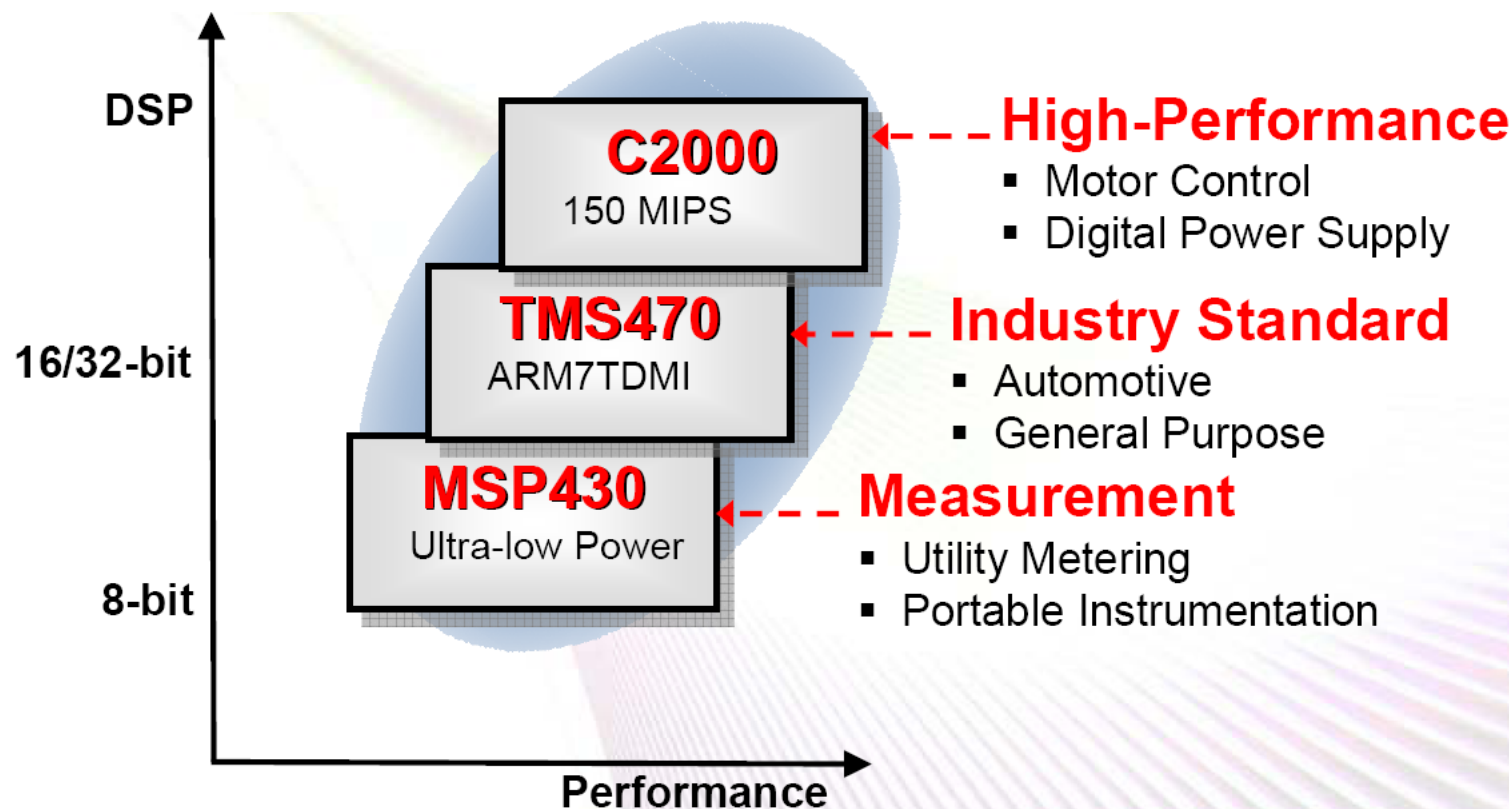 DSP
C2000
150 MIPS
High-Performance
▪ Motor Control
▪ Digital Power Supply
16/32-bit
TMS470
ARM7TDMI
Industry Standard
▪ Automotive
▪ General Purpose
8-bit
MSP430
Ultra-low Power
Measurement
▪ Utility Metering
▪ Portable Instrumentation
Performance